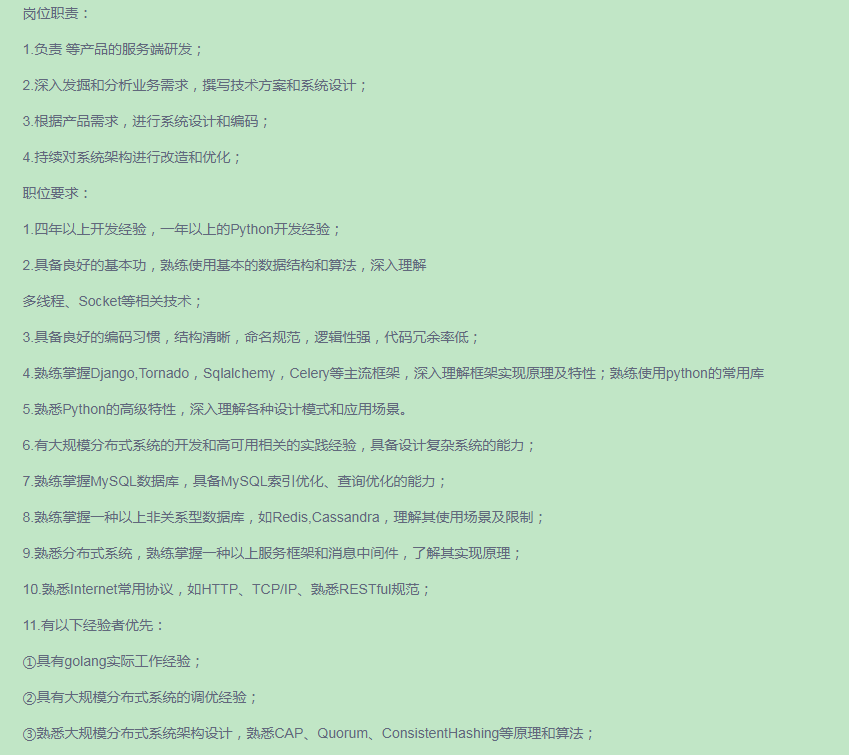 岗位职责：
1.负责 等产品的服务端研发；
2.深入发掘和分析业务需求，撰写技术方案和系统设计；
3.根据产品需求，进行系统设计和编码；
4.持续对系统架构进行改造和优化；
职位要求：
1.四年以上开发经验，一年以上的Python开发经验；
2.具备良好的基本功，熟练使用基本的数据结构和算法，深入理解
多线程、Socket等相关技术；
3.具备良好的编码习惯，结构清晰，命名规范，逻辑性强，代码冗余率低；
4.熟练掌握Django,Tornado，Sqlalchemy，Celery等主流框架，深入理解框架实现原理及特性；熟练使用python的常用库
5.熟悉Python的高级特性，深入理解各种设计模式和应用场景。
6.有大规模分布式系统的开发和高可用相关的实践经验，具备设计复杂系统的能力；
7.熟练掌握MySQL数据库，具备MySQL索引优化、查询优化的能力；
8.熟练掌握一种以上非关系型数据库，如Redis,Cassandra，理解其使用场景及限制；
9.熟悉分布式系统，熟练掌握一种以上服务框架和消息中间件，了解其实现原理；
10.熟悉Internet常用协议，如HTTP、TCP/IP、熟悉RESTful规范；
11.有以下经验者优先：
①具有golang实际工作经验；
②具有大规模分布式系统的调优经验；
③熟悉大规模分布式系统架构设计，熟悉CAP、Quorum、ConsistentHashing等原理和算法；